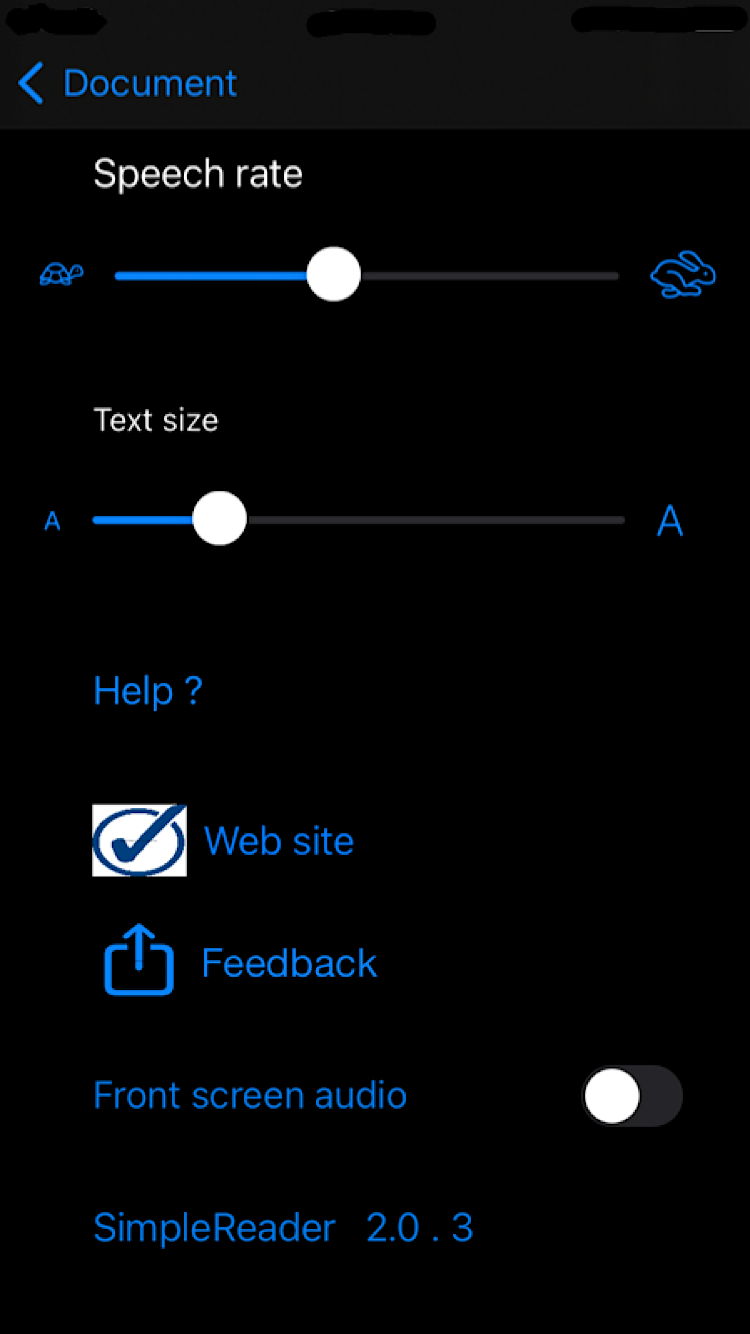 Document
Speech rate
Text size
A A
Help ?
Web site
Feedback
Front screen audio
SimpleReader 2.0 . 3